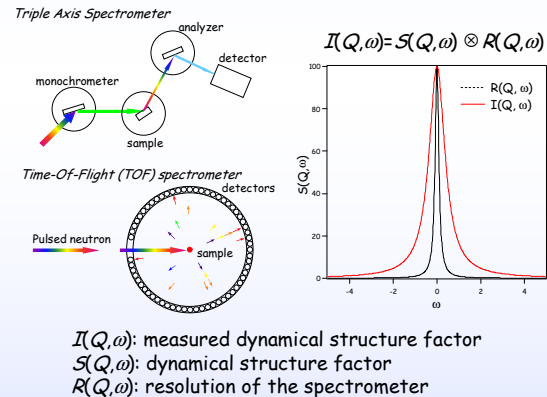 Triple Axis Spectrometer
analyzer
detector
monochrometer
sample
Time-Of-Flight (TOF) spectrometer
detectors
Pulsed neutron
sample
I(Q,ω)=S(Q,ω) ⊗ R(Q,ω)
100
80
60
40
20
0
S(Q,ω)
R(Q, ω)
I(Q, ω)
-4 -2 0 2 4
ω
I(Q,ω): measured dynamical structure factor
S(Q,ω): dynamical structure factor
R(Q,ω): resolution of the spectrometer